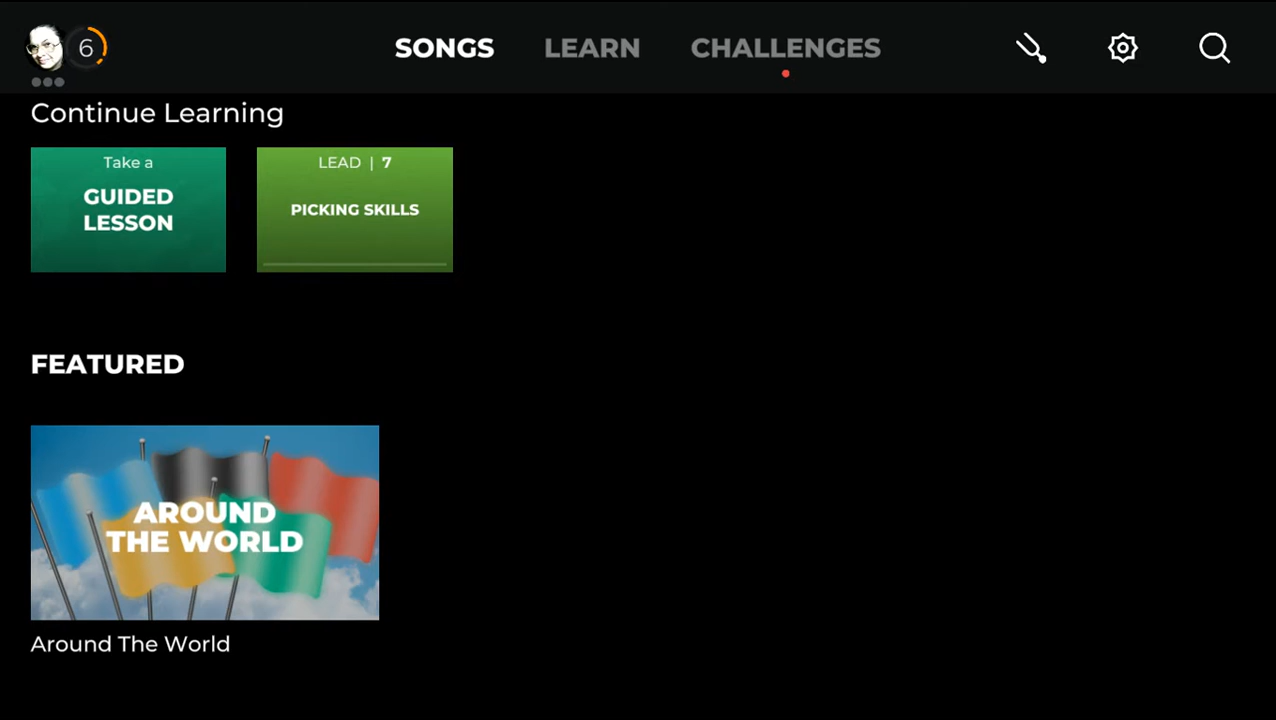 6
SONGS LEARN CHALLENGES
Continue Learning
Take a
GUIDED
LESSON
LEAD | 7
PICKING SKILLS
FEATURED
AROUND
THE WORLD
Around The World